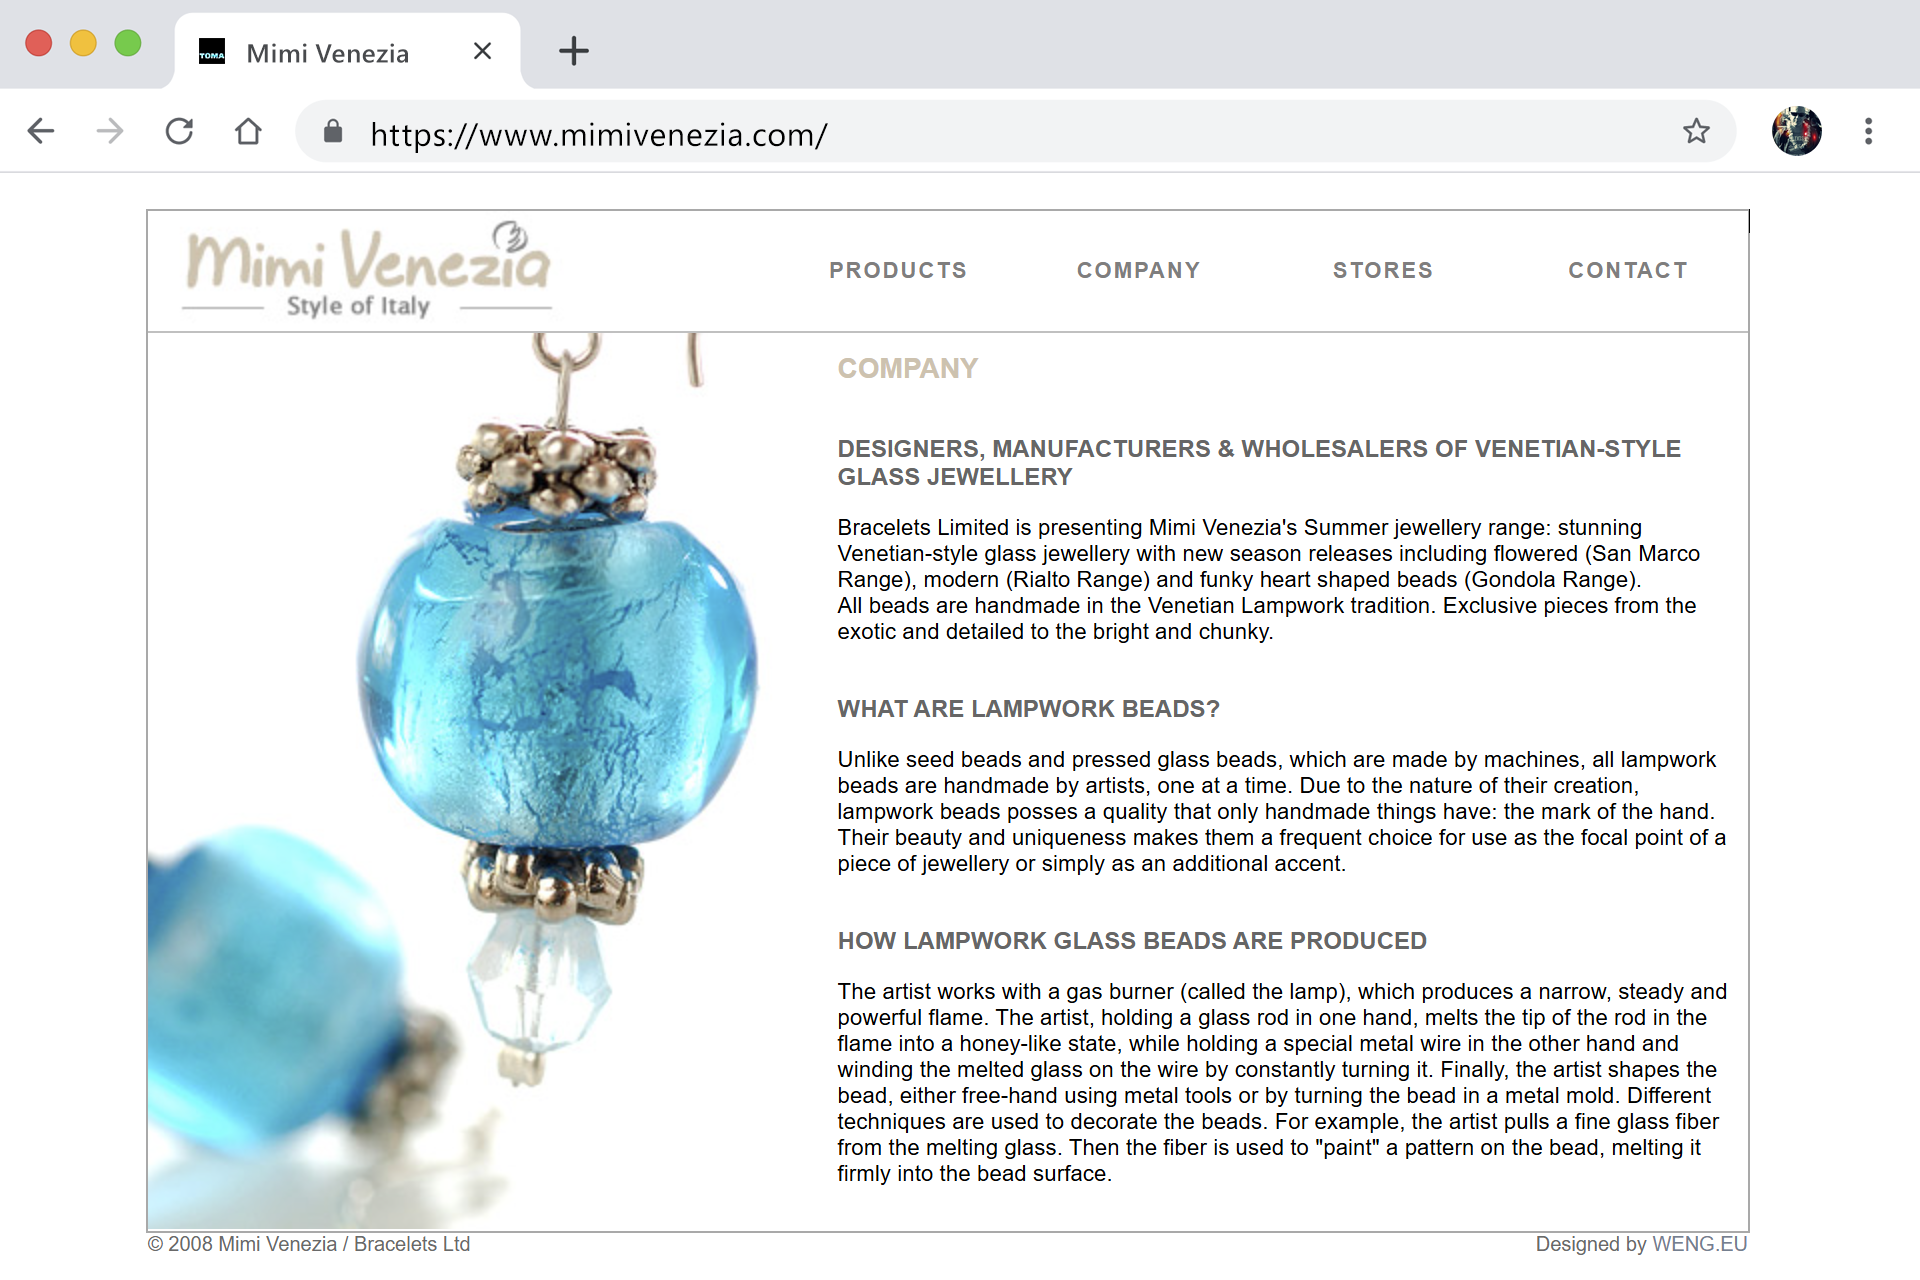 TOMA
Mimi Venezia
https://www.mimivenezia.com/
Mimi Venezia
Style of Italy
PRODUCTS
COMPANY
STORES
CONTACT
COMPANY
DESIGNERS, MANUFACTURERS & WHOLESALERS OF VENETIAN-STYLE
GLASS JEWELLERY
Bracelets Limited is presenting Mimi Venezia's Summer jewellery range: stunning
Venetian-style glass jewellery with new season releases including flowered (San Marco
Range), modern (Rialto Range) and funky heart shaped beads (Gondola Range).
All beads are handmade in the Venetian Lampwork tradition. Exclusive pieces from the
exotic and detailed to the bright and chunky.
WHAT ARE LAMPWORK BEADS?
Unlike seed beads and pressed glass beads, which are made by machines, all lampwork
beads are handmade by artists, one at a time. Due to the nature of their creation,
lampwork beads posses a quality that only handmade things have: the mark of the hand.
Their beauty and uniqueness makes them a frequent choice for use as the focal point of a
piece of jewellery or simply as an additional accent.
HOW LAMPWORK GLASS BEADS ARE PRODUCED
The artist works with a gas burner (called the lamp), which produces a narrow, steady and
powerful flame. The artist, holding a glass rod in one hand, melts the tip of the rod in the
flame into a honey-like state, while holding a special metal wire in the other hand and
winding the melted glass on the wire by constantly turning it. Finally, the artist shapes the
bead, either free-hand using metal tools or by turning the bead in a metal mold. Different
techniques are used to decorate the beads. For example, the artist pulls a fine glass fiber
from the melting glass. Then the fiber is used to "paint" a pattern on the bead, melting it
firmly into the bead surface.
© 2008 Mimi Venezia / Bracelets Ltd
Designed by WENG.EU